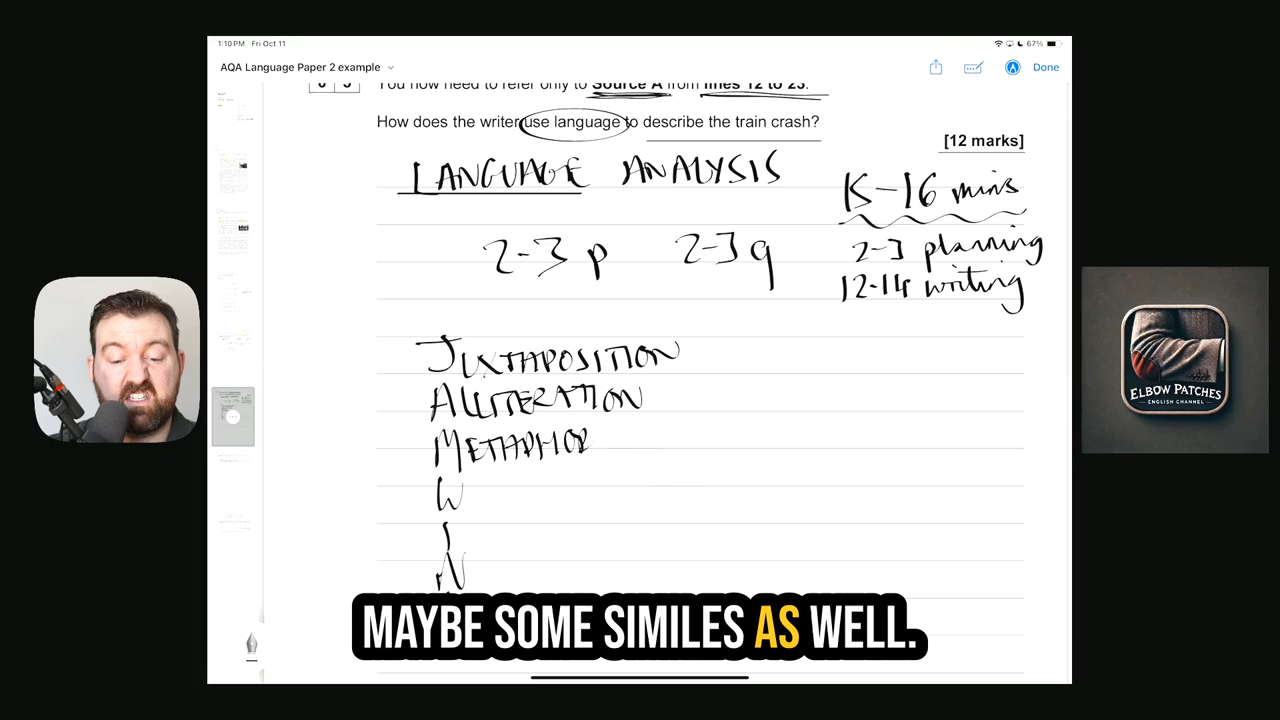 1:10 PM Fri Oct 11
67%
AQA Language Paper 2 example
Done
0 3
You now need to refer only to Source A from lines 12 to 23.
How does the writer use language to describe the train crash?
[12 marks]
LANGUAGE ANALYSIS
15-16 mins
2-3 p 2-3 q
2-3 planning
12-14 writing
JUXTAPOSITION
ALLITERATION
METAPHOR
W
I
N
MAYBE SOME SIMILES AS WELL.
ELBOW PATCHES
ENGLISH CHANNEL